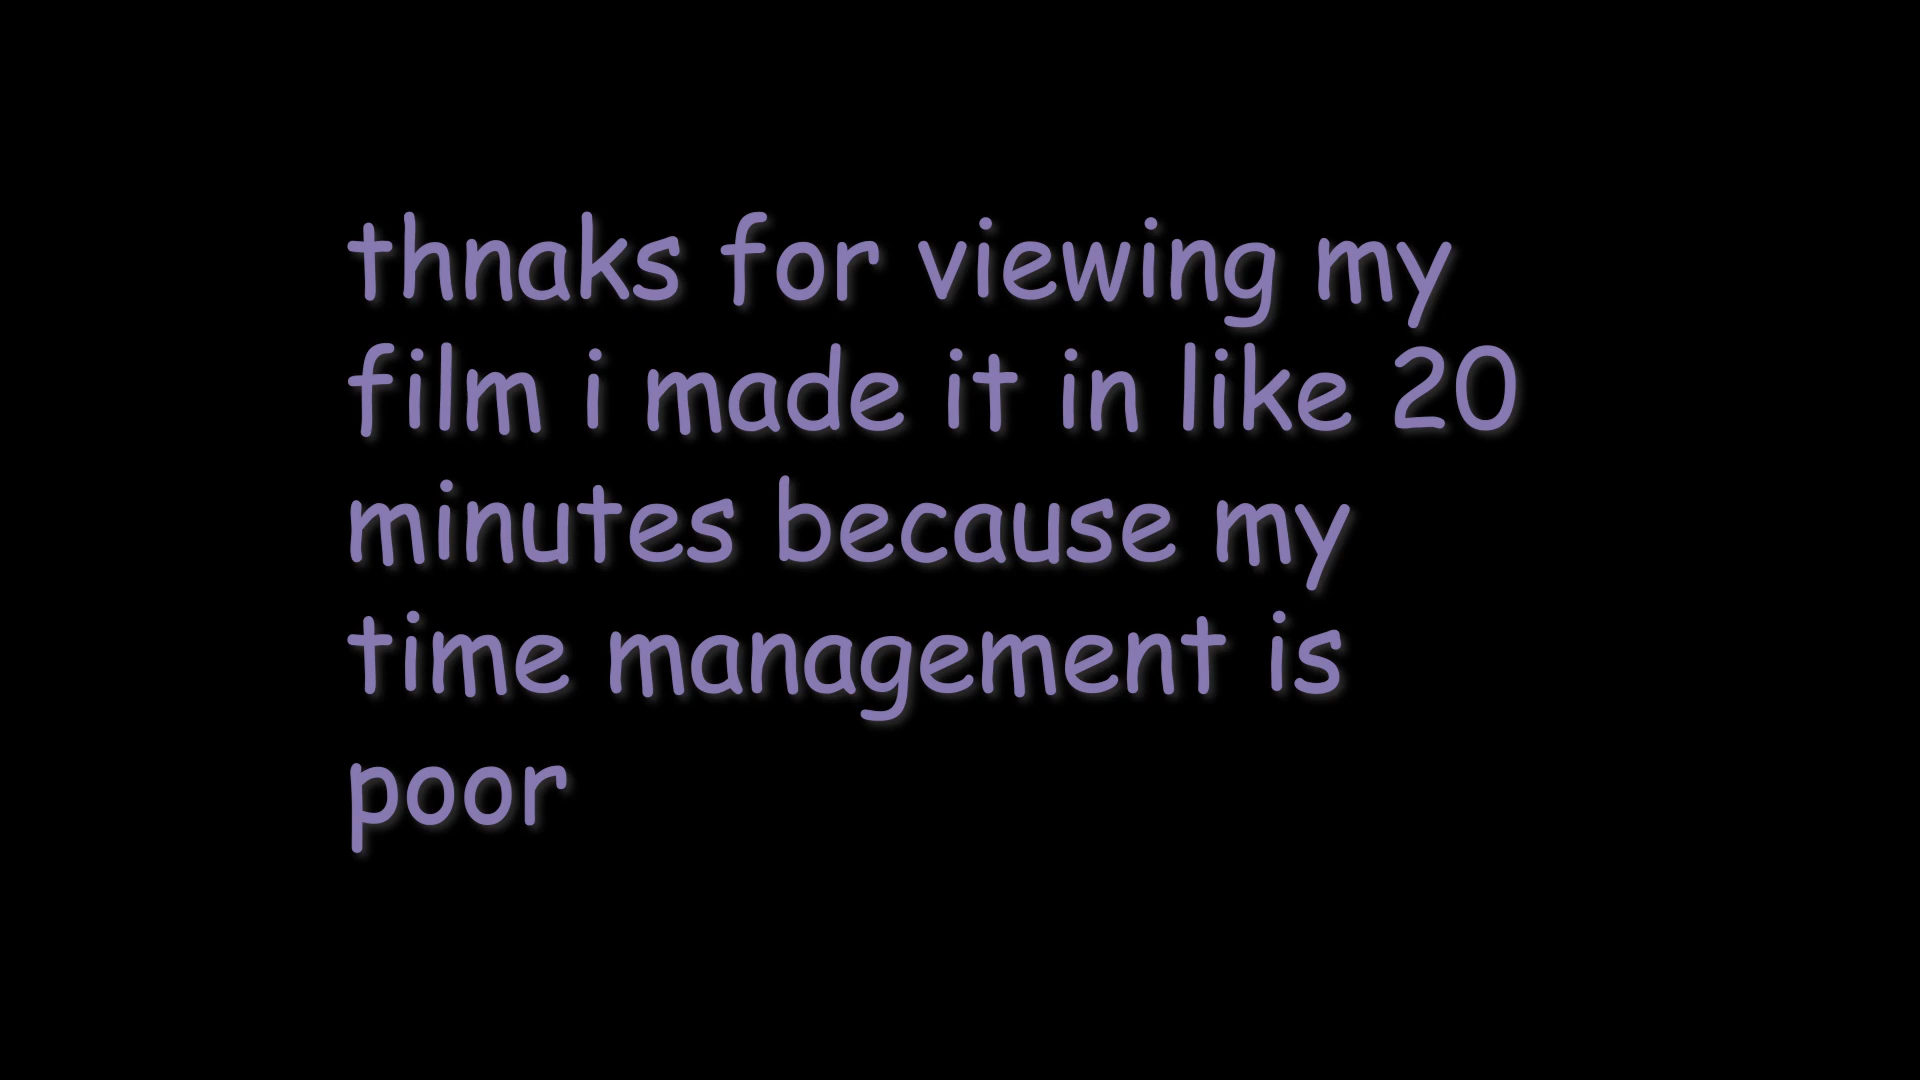 thnaks for viewing my
film i made it in like 20
minutes because my
time management is
poor